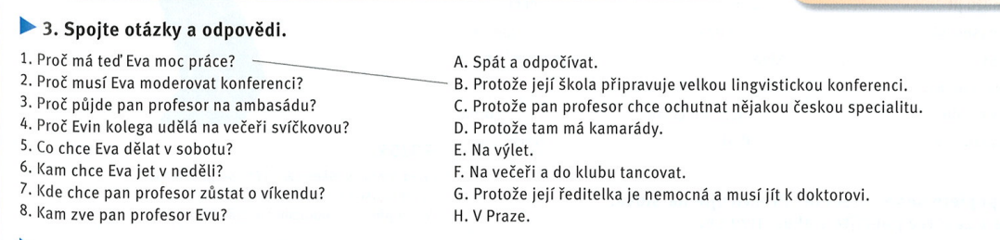 3. Spojte otázky a odpovědi.
1. Proč má teď Eva moc práce?
2. Proč musí Eva moderovat konferenci?
3. Proč půjde pan profesor na ambasádu?
4. Proč Evin kolega udělá na večeři svíčkovou?
5. Co chce Eva dělat v sobotu?
6. Kam chce Eva jet v neděli?
7. Kde chce pan profesor zůstat o víkendu?
8. Kam zve pan profesor Evu?
A. Spát a odpočívat.
B. Protože její škola připravuje velkou lingvistickou konferenci.
C. Protože pan profesor chce ochutnat nějakou českou specialitu.
D. Protože tam má kamarády.
E. Na výlet.
F. Na večeři a do klubu tancovat.
G. Protože její ředitelka je nemocná a musí jít k doktorovi.
H. V Praze.